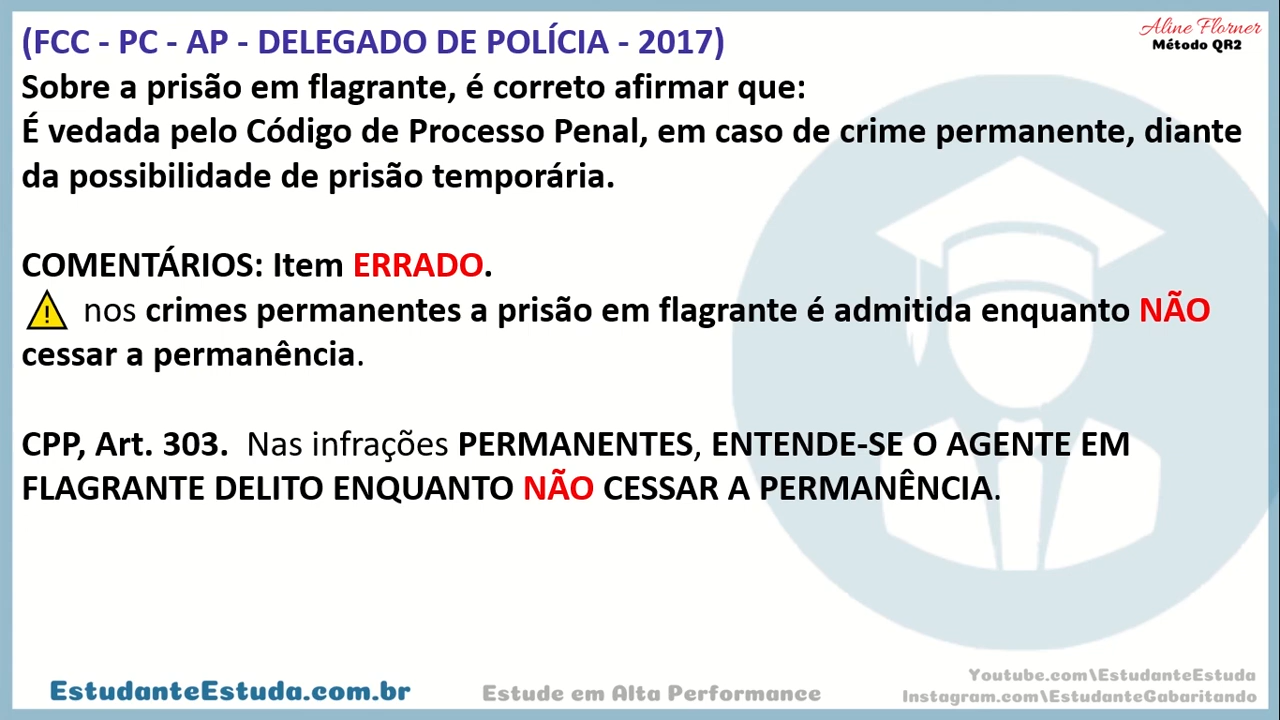 (FCC - PC - AP - DELEGADO DE POLÍCIA - 2017)
Aline Florner
Método QR2
Sobre a prisão em flagrante, é correto afirmar que:
É vedada pelo Código de Processo Penal, em caso de crime permanente, diante
da possibilidade de prisão temporária.
COMENTÁRIOS: Item ERRADO.
nos crimes permanentes a prisão em flagrante é admitida enquanto NÃO
cessar a permanência.
CPP, Art. 303. Nas infrações PERMANENTES, ENTENDE-SE O AGENTE EM
FLAGRANTE DELITO ENQUANTO NÃO CESSAR A PERMANÊNCIA.
EstudanteEstuda.com.br
Estude em Alta Performance
Youtube.com\EstudanteEstuda
Instagram.com\EstudanteGabaritando